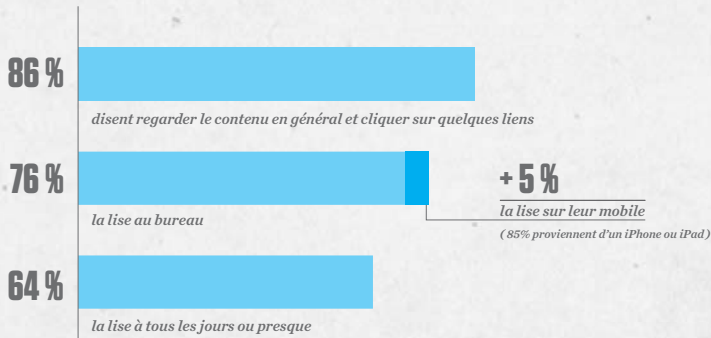 86 %
disent regarder le contenu en général et cliquer sur quelques liens
76 %
la lise au bureau
+ 5 %
la lise sur leur mobile
( 85% proviennent d'un iPhone ou iPad )
64 %
la lise à tous les jours ou presque